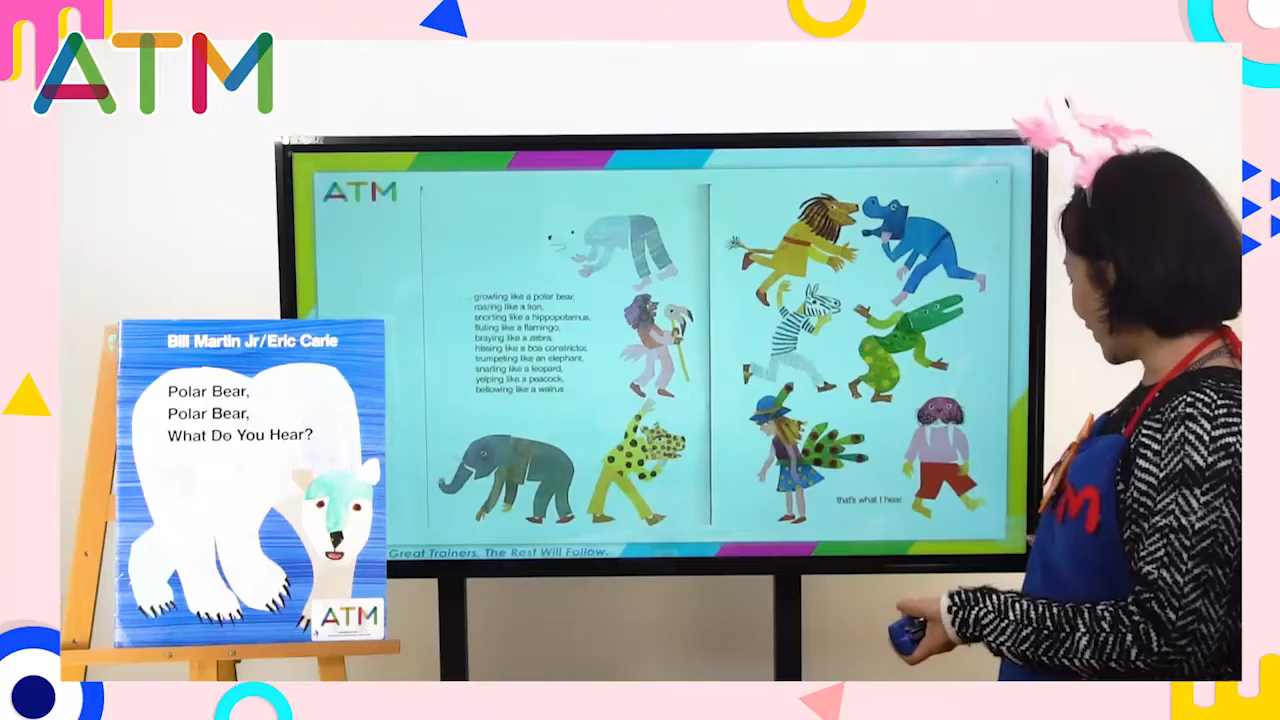 ATM
ATM
. . . growling like a polar bear,
roaring like a lion,
snorting like a hippopotamus,
fluting like a flamingo,
braying like a zebra,
hissing like a boa constrictor,
trumpeting like an elephant,
snarling like a leopard,
yelping like a peacock,
bellowing like a walrus
that's what I hear.
Great Trainers, The Rest Will Follow.
Bill Martin Jr/Eric Carle
Polar Bear,
Polar Bear,
What Do You Hear?
ATM
M